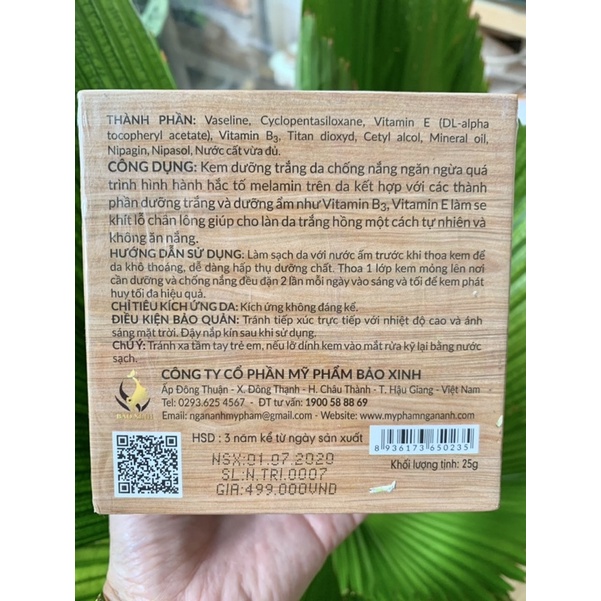 THÀNH PHẦN: Vaseline, Cyclopentasiloxane, Vitamin E (DL-alpha
tocopheryl acetate), Vitamin B3, Titan dioxyd, Cetyl alcol, Mineral oil,
Nipagin, Nipasol, Nước cất vừa đủ.
CÔNG DỤNG: Kem dưỡng trắng da chống nắng ngăn ngừa quá
trình hình hành hắc tố melamin trên da kết hợp với các thành
phần dưỡng trắng và dưỡng ẩm như Vitamin B3, Vitamin E làm se
khít lỗ chân lông giúp cho làn da trắng hồng một cách tự nhiên và
không ăn nắng.
HƯỚNG DẪN SỬ DỤNG: Làm sạch da với nước ấm trước khi thoa kem để
da khô thoáng, dễ dàng hấp thụ dưỡng chất. Thoa 1 lớp kem mỏng lên nơi
cần dưỡng và chống nắng đều đặn 2 lần mỗi ngày vào sáng và tối để kem phát
huy tối đa hiệu quả.
CHỈ TIÊU KÍCH ỨNG DA: Kích ứng không đáng kể.
ĐIỀU KIỆN BẢO QUẢN: Tránh tiếp xúc trực tiếp với nhiệt độ cao và ánh
sáng mặt trời. Đậy nắp kín sau khi sử dụng.
CHÚ Ý: Tránh xa tầm tay trẻ em, nếu lỡ dính kem vào mắt rửa kỹ lại bằng nước
sạch.
CÔNG TY CỔ PHẦN MỸ PHẨM BẢO XINH
Ấp Đông Thuận - X. Đông Thạnh - H. Châu Thành - T. Hậu Giang - Việt Nam
Tel: 0293.625 4567 - ĐT tư vấn: 1900 58 88 69
Email: ngananhmypham@gmail.com - Website: www.myphamngananh.com
HSD: 3 năm kể từ ngày sản xuất
NSX:01.07.2020
SL:N.TRI.0007
GIA:499.000VND
8 936173 650235
Khối lượng tịnh: 25g